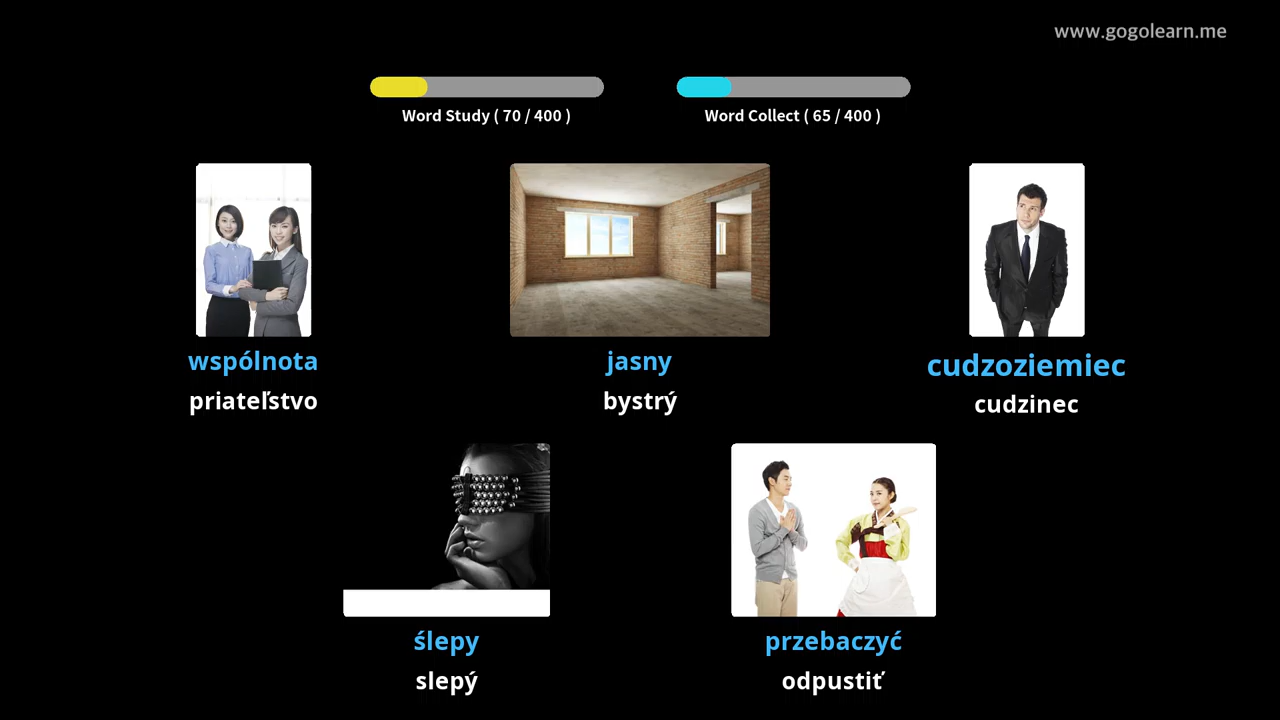 www.gogolearn.me
Word Study ( 70 / 400 )
Word Collect ( 65 / 400 )
wspólnota
priateľstvo
jasny
bystrý
cudzoziemiec
cudzinec
ślepy
slepý
przebaczyć
odpustiť